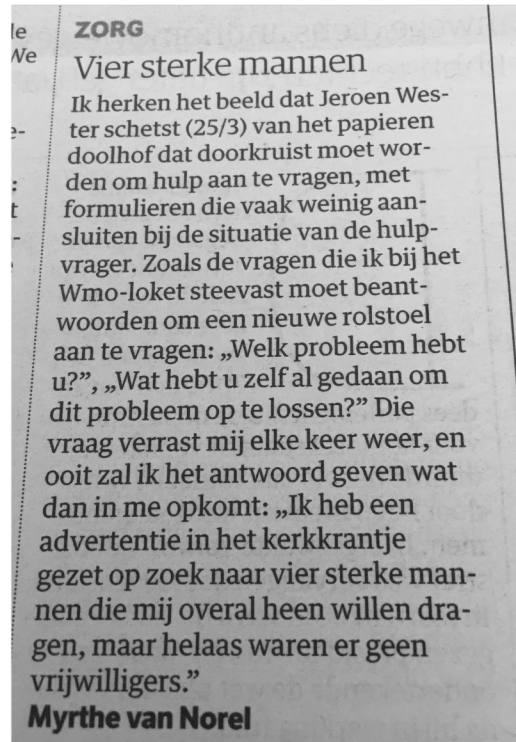 le
We
e-
:
t
ZORG
Vier sterke mannen
Ik herken het beeld dat Jeroen Wes-
ter schetst (25/3) van het papieren
doolhof dat doorkruist moet wor-
den om hulp aan te vragen, met
formulieren die vaak weinig aan-
sluiten bij de situatie van de hulp-
vrager. Zoals de vragen die ik bij het
Wmo-loket steevast moet beant-
woorden om een nieuwe rolstoel
aan te vragen: „Welk probleem hebt
u?”, „Wat hebt u zelf al gedaan om
dit probleem op te lossen?” Die
vraag verrast mij elke keer weer, en
ooit zal ik het antwoord geven wat
dan in me opkomt: „Ik heb een
advertentie in het kerkkrantje
gezet op zoek naar vier sterke man-
nen die mij overal heen willen dra-
gen, maar helaas waren er geen
vrijwilligers.”
Myrthe van Norel